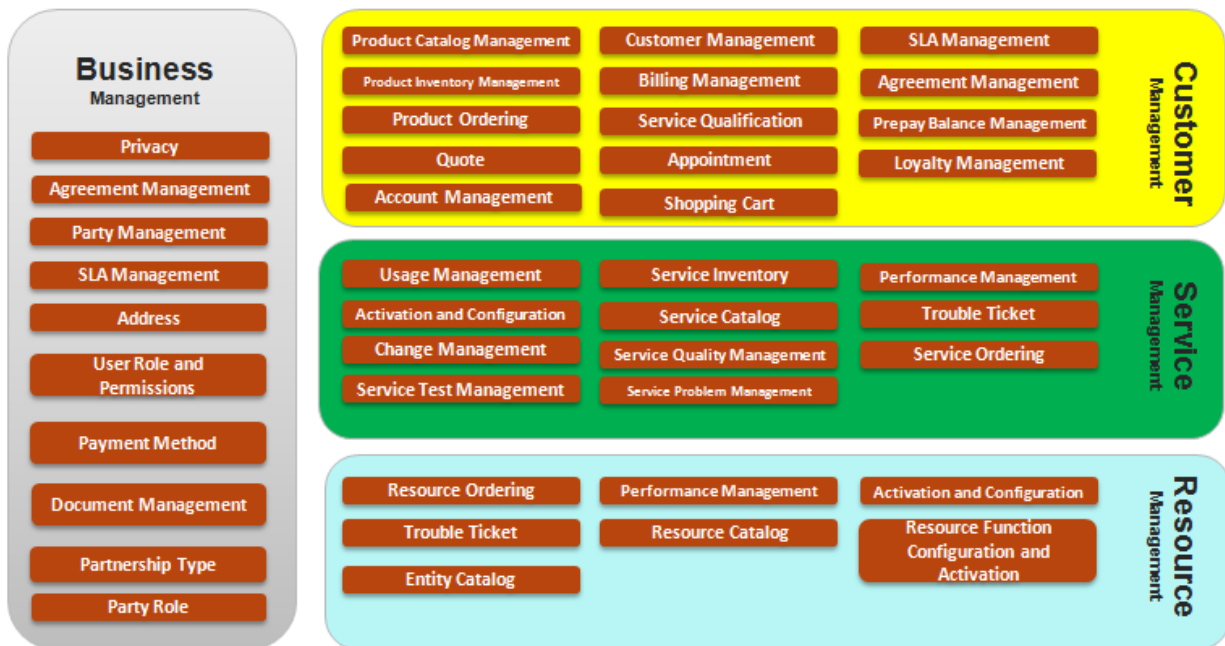 Business
Management
Privacy
Agreement Management
Party Management
SLA Management
Address
User Role and
Permissions
Payment Method
Document Management
Partnership Type
Party Role
Product Catalog Management
Product Inventory Management
Product Ordering
Quote
Account Management
Customer Management
Billing Management
Service Qualification
Appointment
Shopping Cart
SLA Management
Agreement Management
Prepay Balance Management
Loyalty Management
Customer
Management
Usage Management
Activation and Configuration
Change Management
Service Test Management
Service Inventory
Service Catalog
Service Quality Management
Service Problem Management
Performance Management
Trouble Ticket
Service Ordering
Service
Management
Resource Ordering
Trouble Ticket
Entity Catalog
Performance Management
Resource Catalog
Activation and Configuration
Resource Function
Configuration and
Activation
Resource
Management